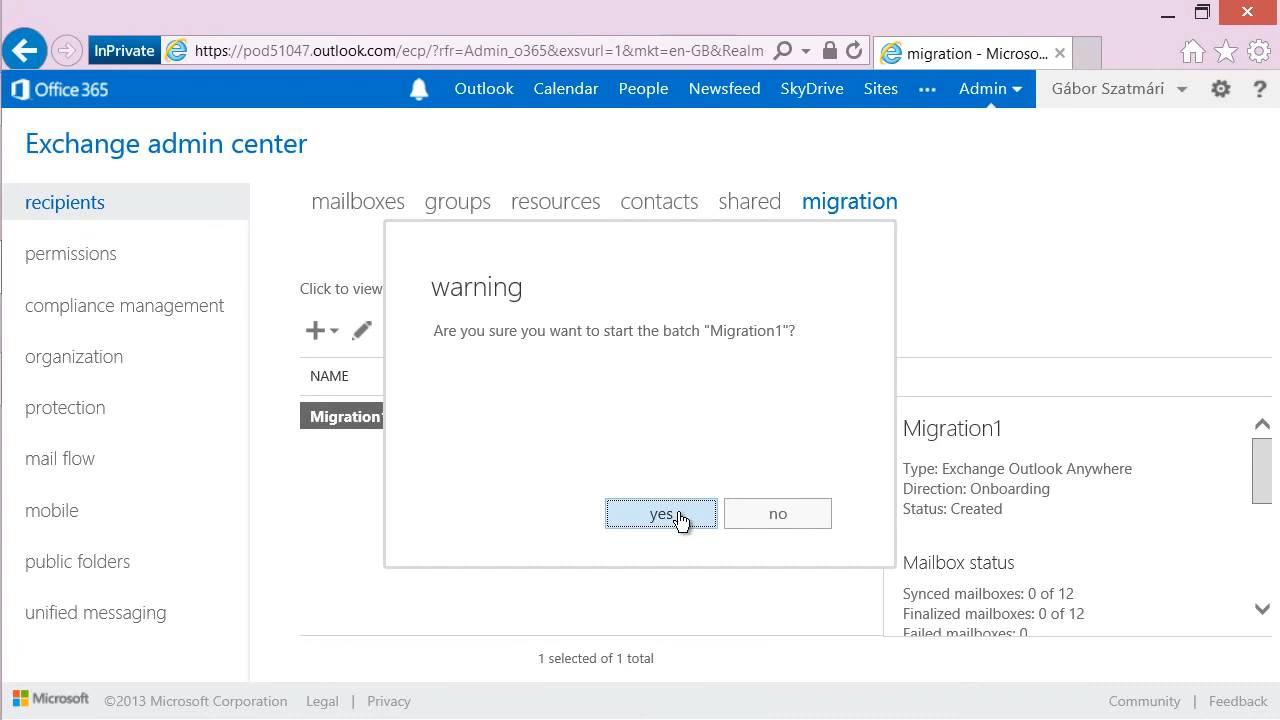 InPrivate
https://pod51047.outlook.com/ecp/?rfr=Admin_o365&exsvurl=1&mkt=en-GB&Realm
migration - Microso...
Office 365
Outlook
Calendar
People
Newsfeed
SkyDrive
Sites
...
Admin
Gábor Szatmári
?
Exchange admin center
recipients
permissions
compliance management
organization
protection
mail flow
mobile
public folders
unified messaging
mailboxes
groups
resources
contacts
shared
migration
Click to view
NAME
Migration1
warning
Are you sure you want to start the batch "Migration1"?
yes
no
Migration1
Type: Exchange Outlook Anywhere
Direction: Onboarding
Status: Created
Mailbox status
Synced mailboxes: 0 of 12
Finalized mailboxes: 0 of 12
Failed mailboxes: 0
1 selected of 1 total
Microsoft
©2013 Microsoft Corporation
Legal
|
Privacy
Community
|
Feedback